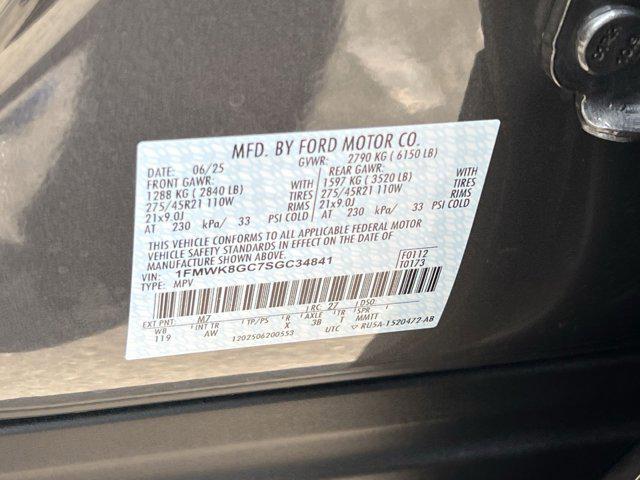 MFD. BY FORD MOTOR CO.
DATE: 06/25 GVWR: 2790 KG ( 6150 LB)
FRONT GAWR: WITH REAR GAWR: WITH
1288 KG ( 2840 LB) TIRES 1597 KG ( 3520 LB) TIRES
275/45R21 110W RIMS 275/45R21 110W RIMS
21x9.0J 21x9.0J
AT 230 kPa/ 33 PSI COLD AT 230 kPa/ 33 PSI COLD
THIS VEHICLE CONFORMS TO ALL APPLICABLE FEDERAL MOTOR
VEHICLE SAFETY STANDARDS IN EFFECT ON THE DATE OF
MANUFACTURE SHOWN ABOVE.
VIN: 1FMWK8GC7SGC34841 F0112
TYPE: MPV T0173
EXT PNT: M7 RC: 27 DSO:
WB INT TR TP/PS R AXLE TR SPR
119 AW X 3B T MMTT
1202506200553 UTC RU5A-1520472-AB